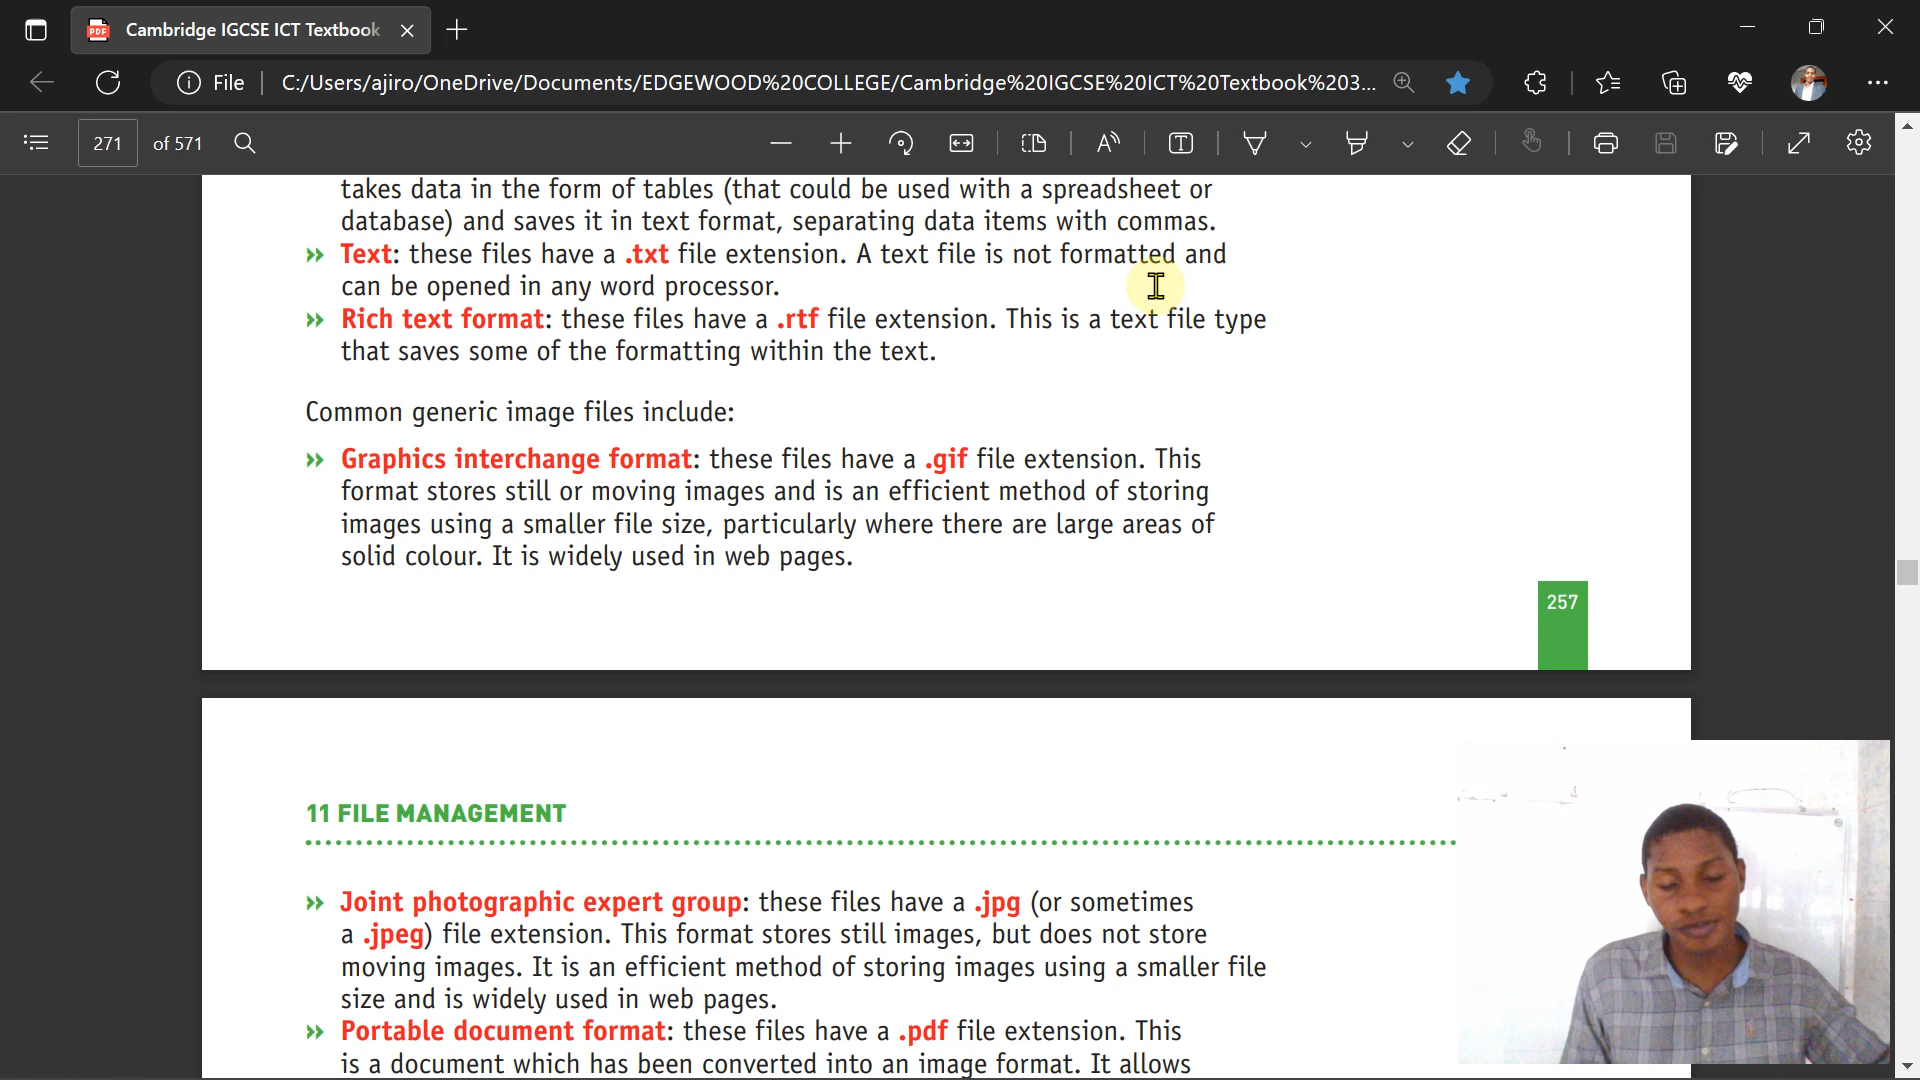 Cambridge IGCSE ICT Textbook
File
C:/Users/ajiro/OneDrive/Documents/EDGEWOOD%20COLLEGE/Cambridge%20IGCSE%20ICT%20Textbook%203...
271 of 571
takes data in the form of tables (that could be used with a spreadsheet or
database) and saves it in text format, separating data items with commas.
Text: these files have a .txt file extension. A text file is not formatted and
can be opened in any word processor.
Rich text format: these files have a .rtf file extension. This is a text file type
that saves some of the formatting within the text.
Common generic image files include:
Graphics interchange format: these files have a .gif file extension. This
format stores still or moving images and is an efficient method of storing
images using a smaller file size, particularly where there are large areas of
solid colour. It is widely used in web pages.
257
11 FILE MANAGEMENT
Joint photographic expert group: these files have a .jpg (or sometimes
a .jpeg) file extension. This format stores still images, but does not store
moving images. It is an efficient method of storing images using a smaller file
size and is widely used in web pages.
Portable document format: these files have a .pdf file extension. This
is a document which has been converted into an image format. It allows